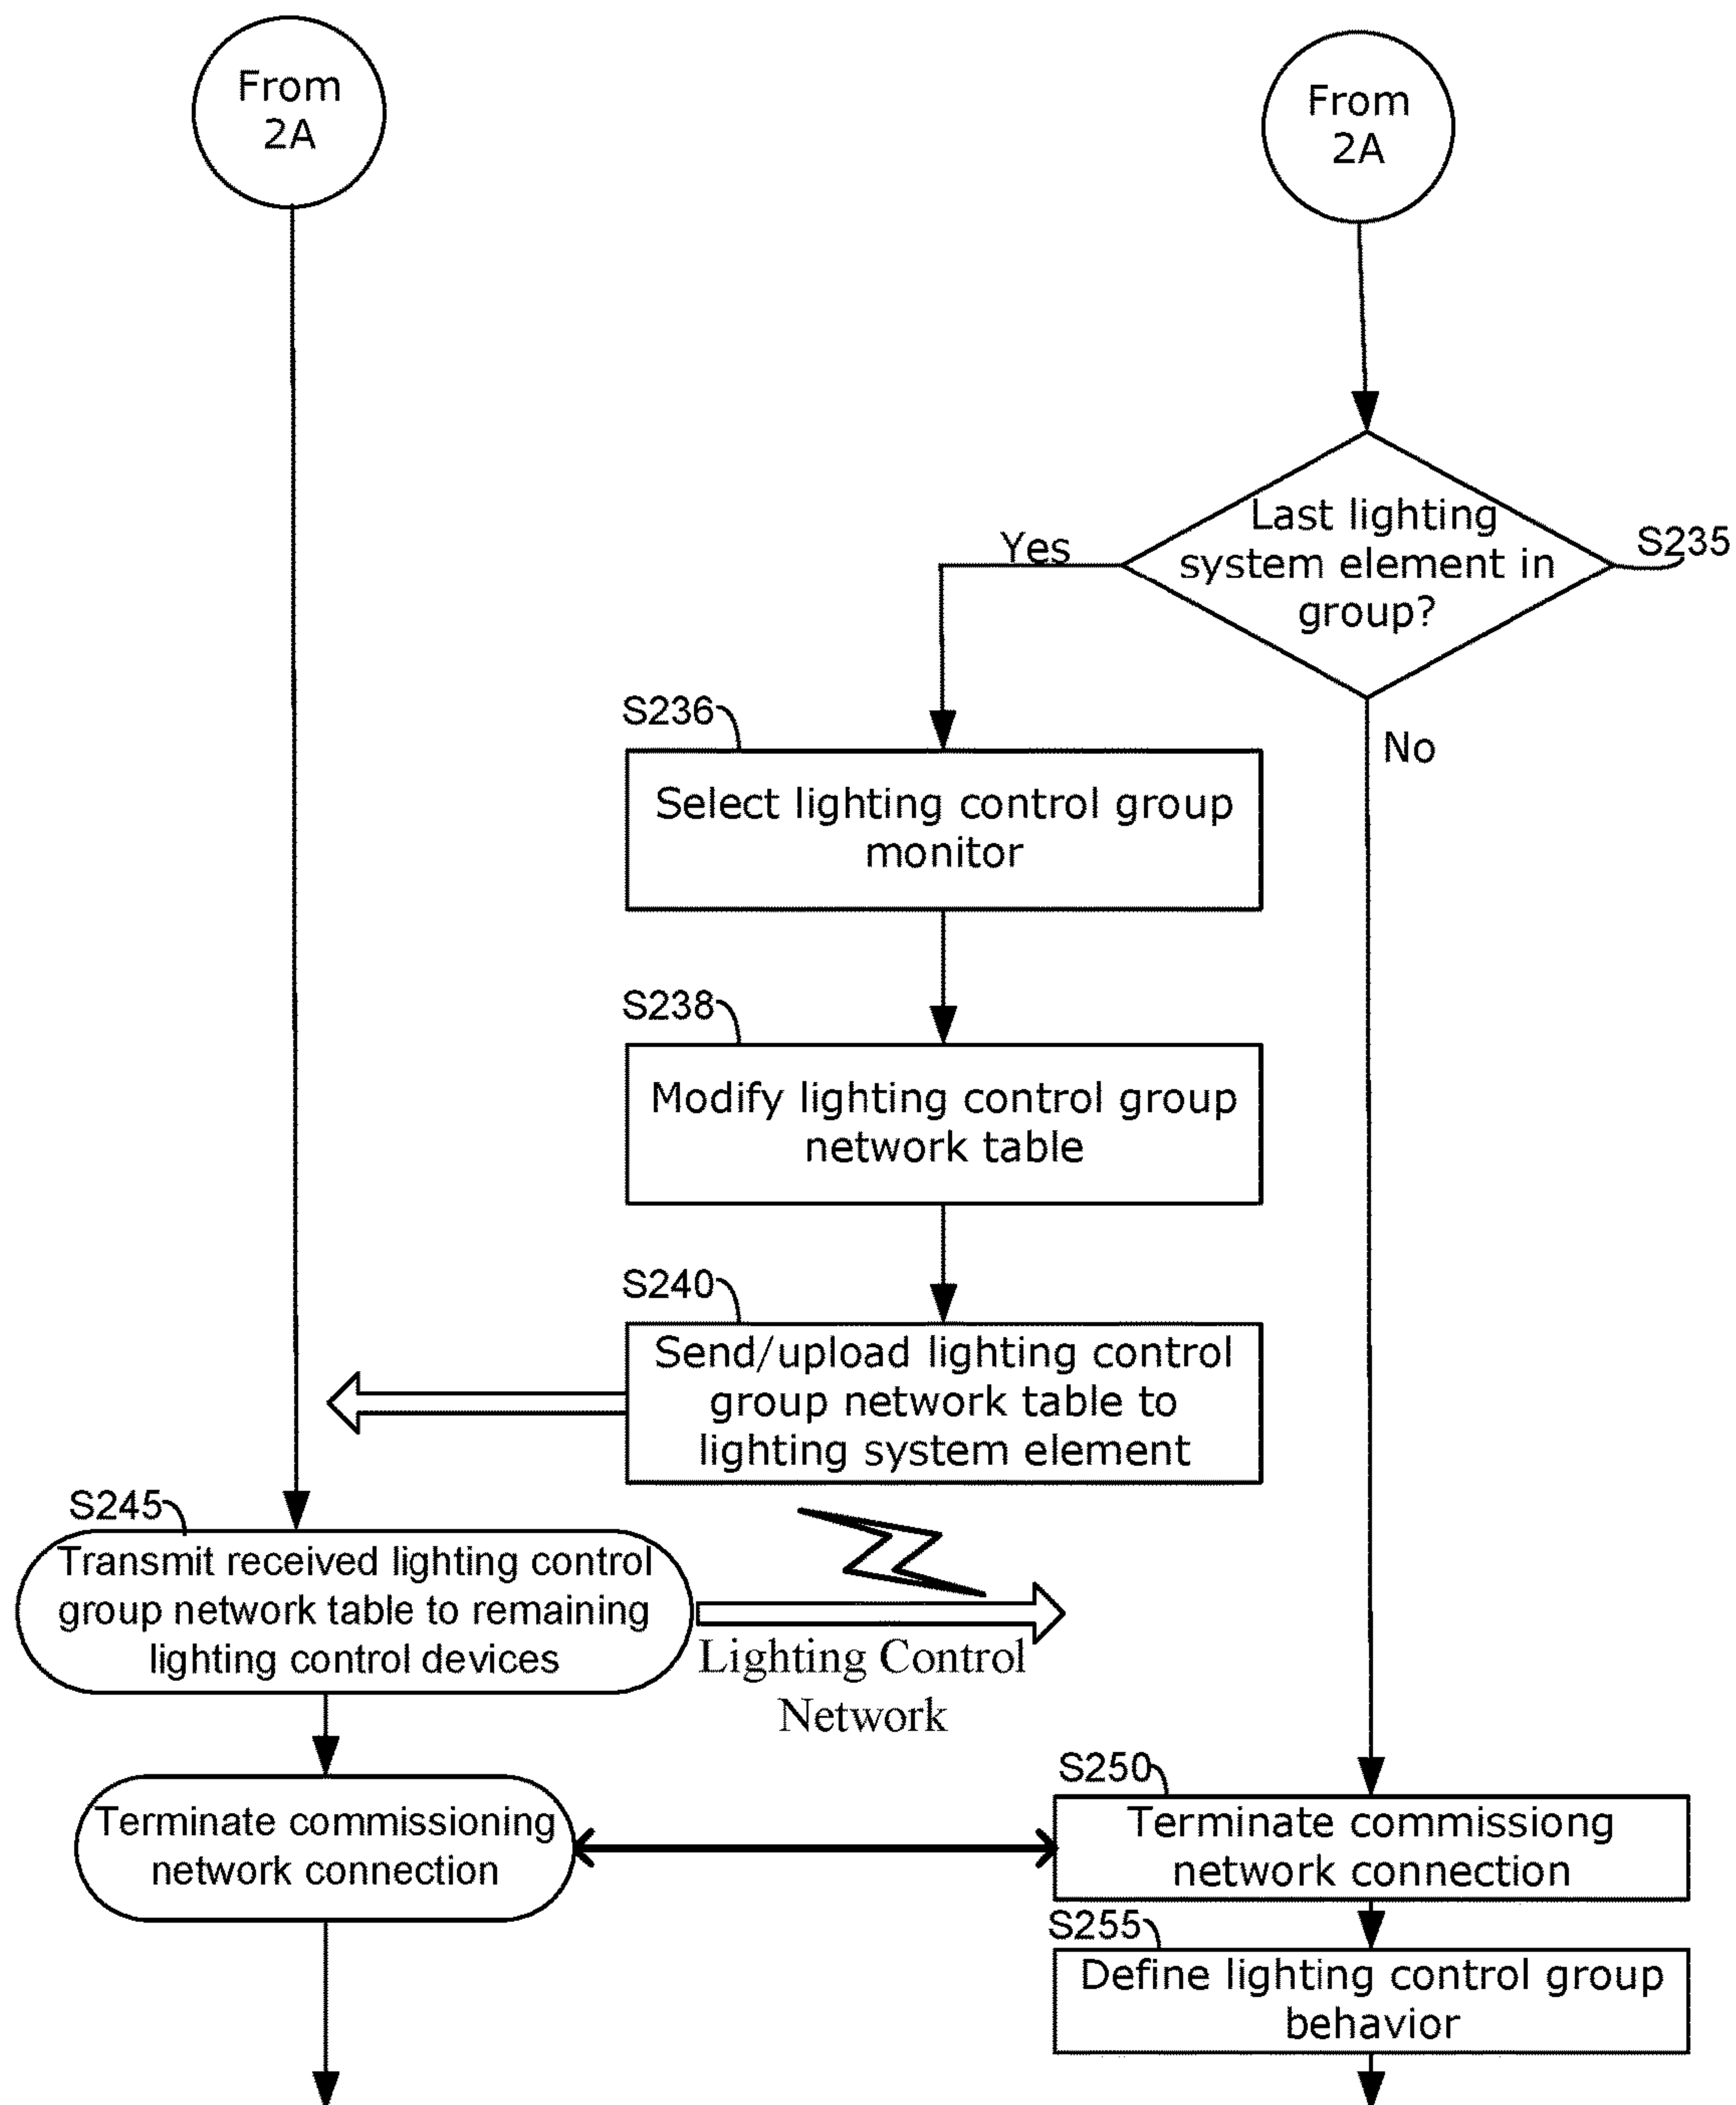 From
2A
From
2A
Last lighting
system element in
group?
S235
Yes
No
S236
Select lighting control group
monitor
S238
Modify lighting control group
network table
S240
Send/upload lighting control
group network table to
lighting system element
S245
Transmit received lighting control
group network table to remaining
lighting control devices
Lighting Control
Network
Terminate commissioning
network connection
S250
Terminate commissiong
network connection
S255
Define lighting control group
behavior